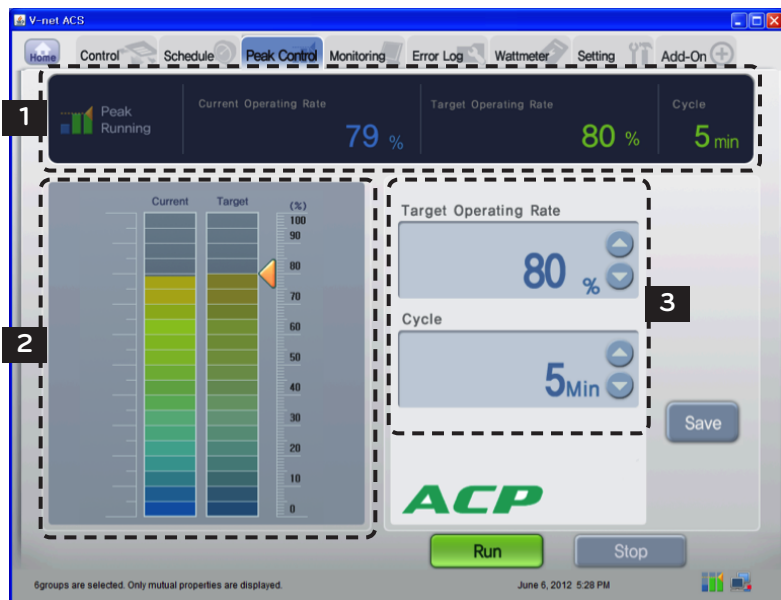 V-net ACS
Home Control Schedule Peak Control Monitoring Error Log Wattmeter Setting Add-On
1
Peak Running
Current Operating Rate
79 %
Target Operating Rate
80 %
Cycle
5 min
2
Current Target (%)
100
90
80
70
60
50
40
30
20
10
0
Target Operating Rate
80 %
3
Cycle
5 Min
Save
ACP
Run Stop
6groups are selected. Only mutual properties are displayed. June 6, 2012 5:28 PM